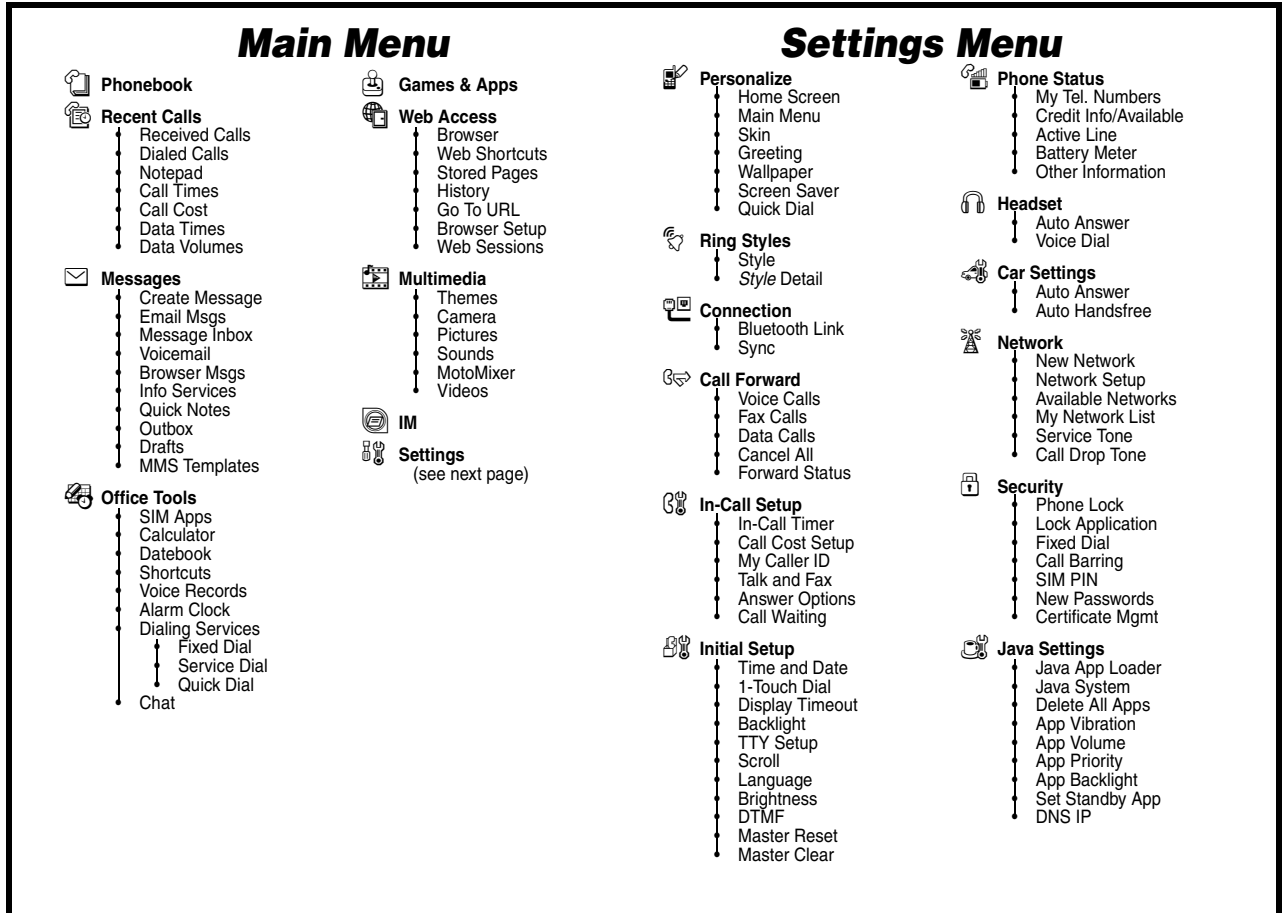 Main Menu
Phonebook
Recent Calls
Received Calls
Dialed Calls
Notepad
Call Times
Call Cost
Data Times
Data Volumes
Messages
Create Message
Email Msgs
Message Inbox
Voicemail
Browser Msgs
Info Services
Quick Notes
Outbox
Drafts
MMS Templates
Office Tools
SIM Apps
Calculator
Datebook
Shortcuts
Voice Records
Alarm Clock
Dialing Services
Fixed Dial
Service Dial
Quick Dial
Chat
Games & Apps
Web Access
Browser
Web Shortcuts
Stored Pages
History
Go To URL
Browser Setup
Web Sessions
Multimedia
Themes
Camera
Pictures
Sounds
MotoMixer
Videos
IM
Settings
(see next page)
Settings Menu
Personalize
Home Screen
Main Menu
Skin
Greeting
Wallpaper
Screen Saver
Quick Dial
Ring Styles
Style
Style Detail
Connection
Bluetooth Link
Sync
Call Forward
Voice Calls
Fax Calls
Data Calls
Cancel All
Forward Status
In-Call Setup
In-Call Timer
Call Cost Setup
My Caller ID
Talk and Fax
Answer Options
Call Waiting
Initial Setup
Time and Date
1-Touch Dial
Display Timeout
Backlight
TTY Setup
Scroll
Language
Brightness
DTMF
Master Reset
Master Clear
Phone Status
My Tel. Numbers
Credit Info/Available
Active Line
Battery Meter
Other Information
Headset
Auto Answer
Voice Dial
Car Settings
Auto Answer
Auto Handsfree
Network
New Network
Network Setup
Available Networks
My Network List
Service Tone
Call Drop Tone
Security
Phone Lock
Lock Application
Fixed Dial
Call Barring
SIM PIN
New Passwords
Certificate Mgmt
Java Settings
Java App Loader
Java System
Delete All Apps
App Vibration
App Volume
App Priority
App Backlight
Set Standby App
DNS IP